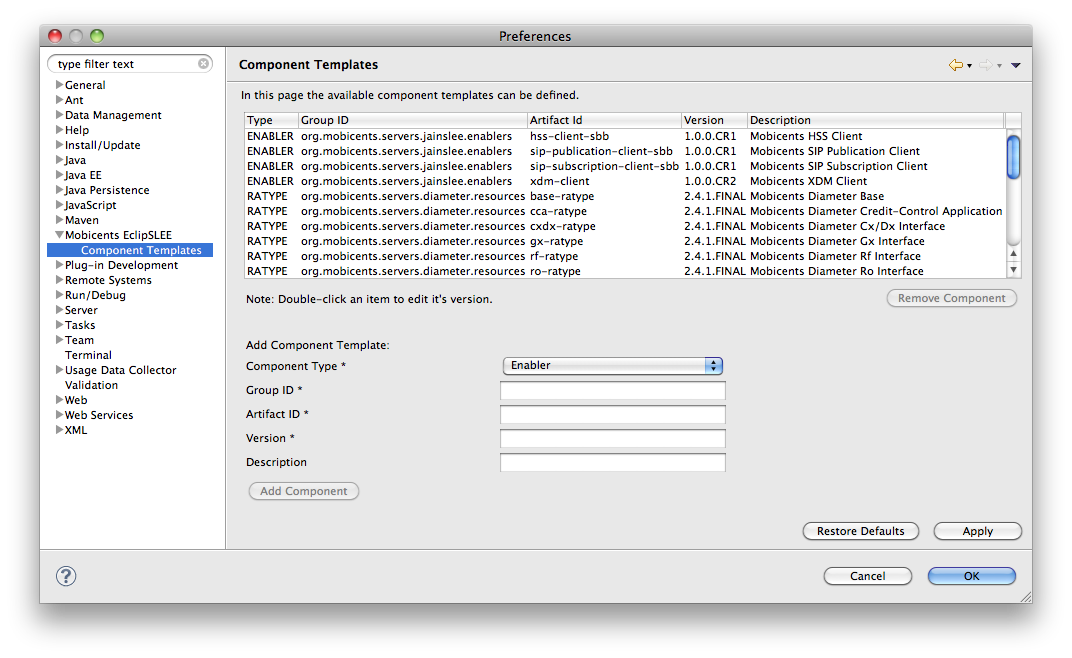 Preferences
type filter text
General
Ant
Data Management
Help
Install/Update
Java
Java EE
Java Persistence
JavaScript
Maven
Mobicents EclipSLEE
Component Templates
Plug-in Development
Remote Systems
Run/Debug
Server
Tasks
Team
Terminal
Usage Data Collector
Validation
Web
Web Services
XML
Component Templates
In this page the available component templates can be defined.
Type Group ID Artifact Id Version Description
ENABLER org.mobicents.servers.jainslee.enablers hss-client-sbb 1.0.0.CR1 Mobicents HSS Client
ENABLER org.mobicents.servers.jainslee.enablers sip-publication-client-sbb 1.0.0.CR1 Mobicents SIP Publication Client
ENABLER org.mobicents.servers.jainslee.enablers sip-subscription-client-sbb 1.0.0.CR1 Mobicents SIP Subscription Client
ENABLER org.mobicents.servers.jainslee.enablers xdm-client 1.0.0.CR2 Mobicents XDM Client
RATYPE org.mobicents.servers.diameter.resources base-ratype 2.4.1.FINAL Mobicents Diameter Base
RATYPE org.mobicents.servers.diameter.resources cca-ratype 2.4.1.FINAL Mobicents Diameter Credit-Control Application
RATYPE org.mobicents.servers.diameter.resources cxdx-ratype 2.4.1.FINAL Mobicents Diameter Cx/Dx Interface
RATYPE org.mobicents.servers.diameter.resources gx-ratype 2.4.1.FINAL Mobicents Diameter Gx Interface
RATYPE org.mobicents.servers.diameter.resources rf-ratype 2.4.1.FINAL Mobicents Diameter Rf Interface
RATYPE org.mobicents.servers.diameter.resources ro-ratype 2.4.1.FINAL Mobicents Diameter Ro Interface
Note: Double-click an item to edit it's version.
Remove Component
Add Component Template:
Component Type * Enabler
Group ID *
Artifact ID *
Version *
Description
Add Component
Restore Defaults Apply
? Cancel OK